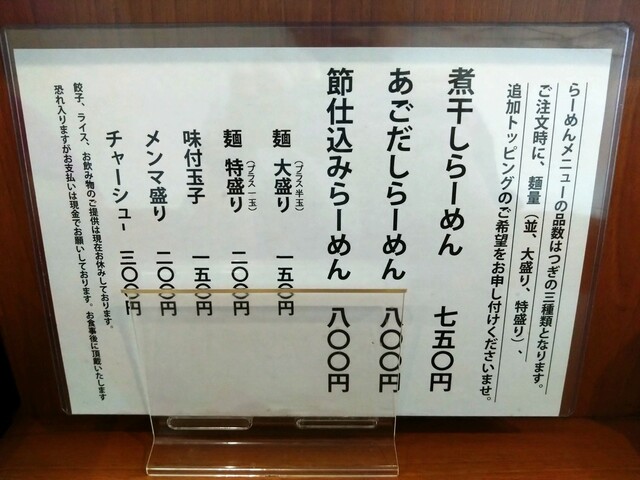 らーめんメニューの品数はつぎの三種類となります。
ご注文時に、麺量（並、大盛り、特盛り）、
追加トッピングのご希望をお申し付けくださいませ。
煮干しらーめん 七五〇円
あごだしらーめん 八〇〇円
節仕込みらーめん 八〇〇円
麺 大盛り（プラス半玉） 一五〇円
麺 特盛り（プラス一玉） 二〇〇円
味付玉子 一五〇円
メンマ盛り 二〇〇円
チャーシュー 三〇〇円
餃子、ライス、お飲み物のご提供は現在お休みしております。
恐れ入りますがお支払いは現金でお願いしております。お食事後に頂戴いたします